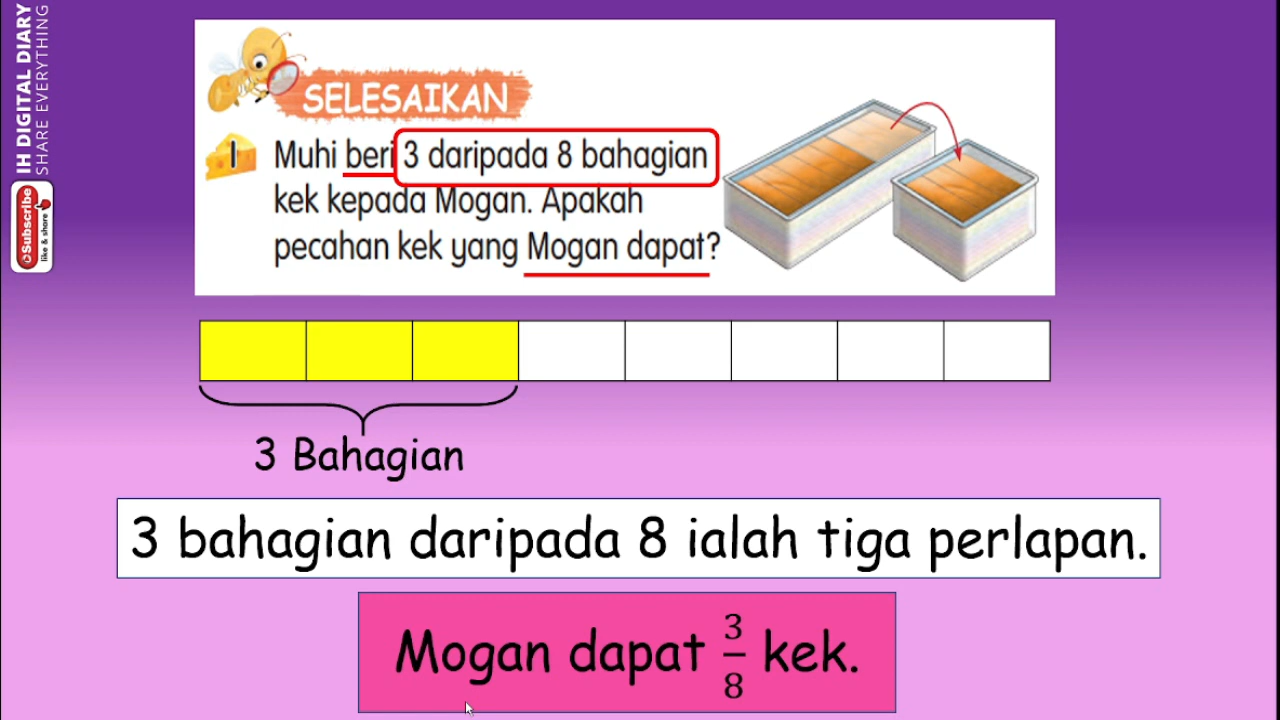 IH DIGITAL DIARY
SHARE EVERYTHING
Subscribe
like & share
SELESAIKAN
1 Muhi beri 3 daripada 8 bahagian
kek kepada Mogan. Apakah
pecahan kek yang Mogan dapat?
3 Bahagian
3 bahagian daripada 8 ialah tiga perlapan.
Mogan dapat 3/8 kek.